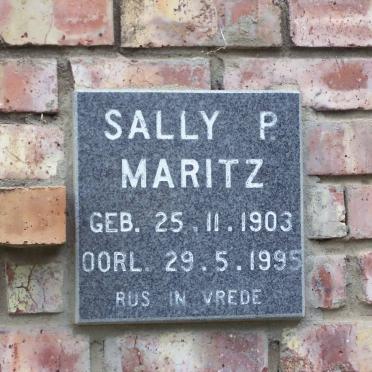 SALLY P.
MARITZ
GEB. 25.11.1903
OORL. 29.5.1995
RUS IN VREDE